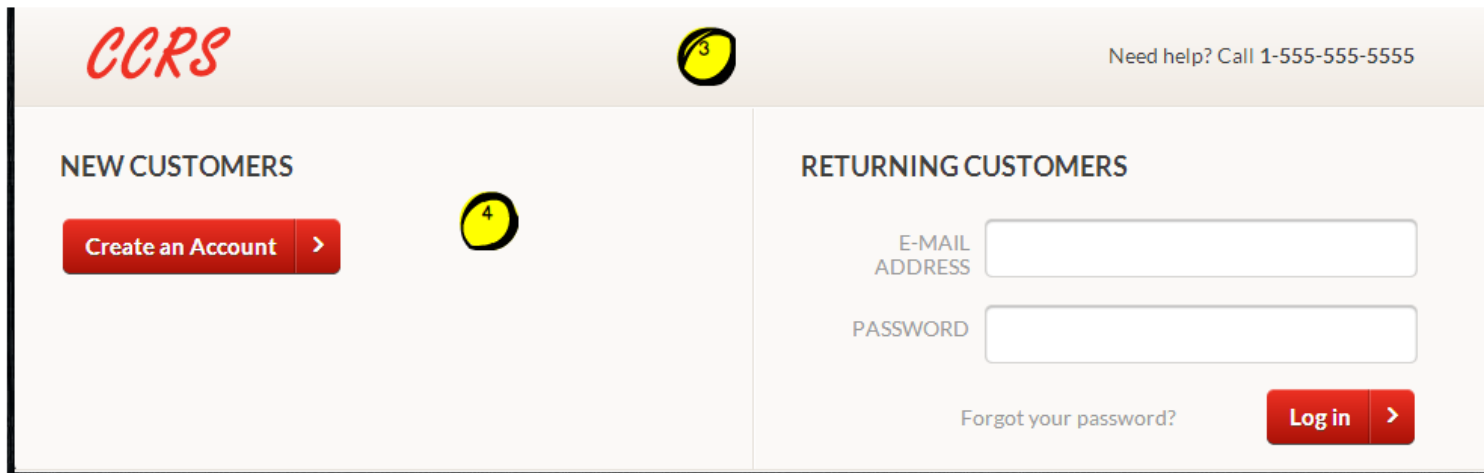 CCRS
3
Need help? Call 1-555-555-5555
NEW CUSTOMERS
4
Create an Account
RETURNING CUSTOMERS
E-MAIL
ADDRESS
PASSWORD
Forgot your password?
Log in